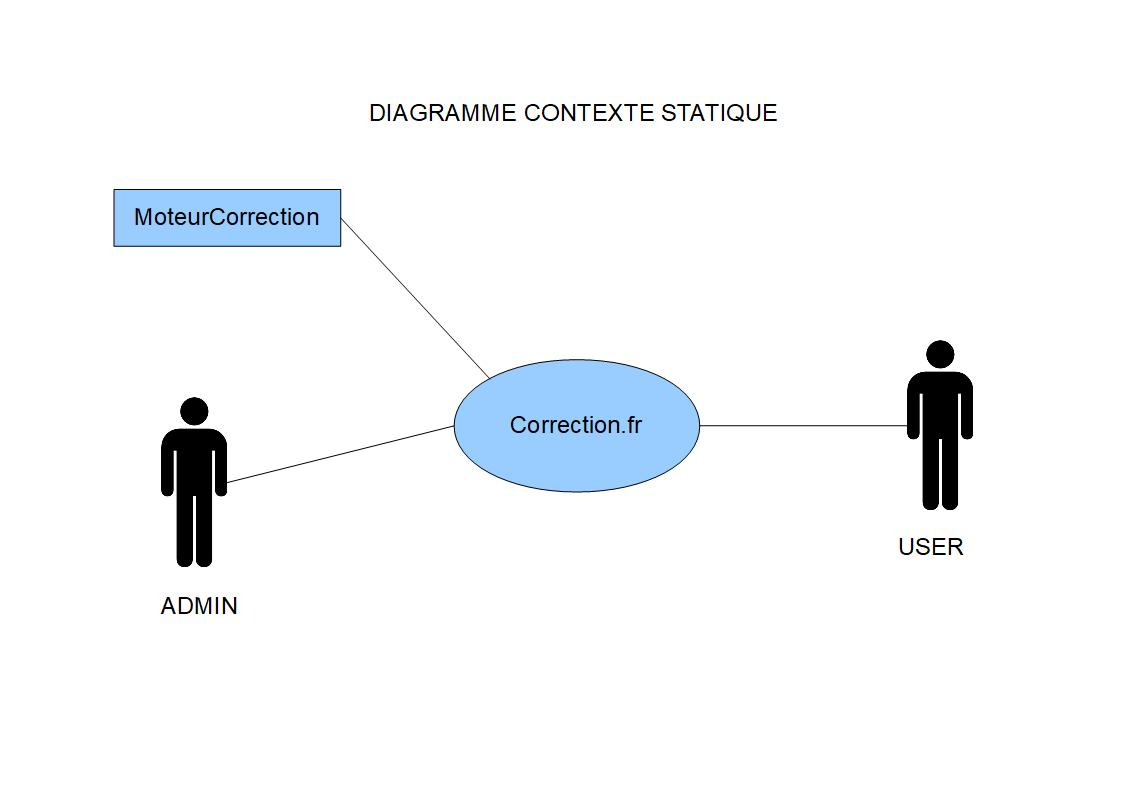 DIAGRAMME CONTEXTE STATIQUE
MoteurCorrection
Correction.fr
USER
ADMIN